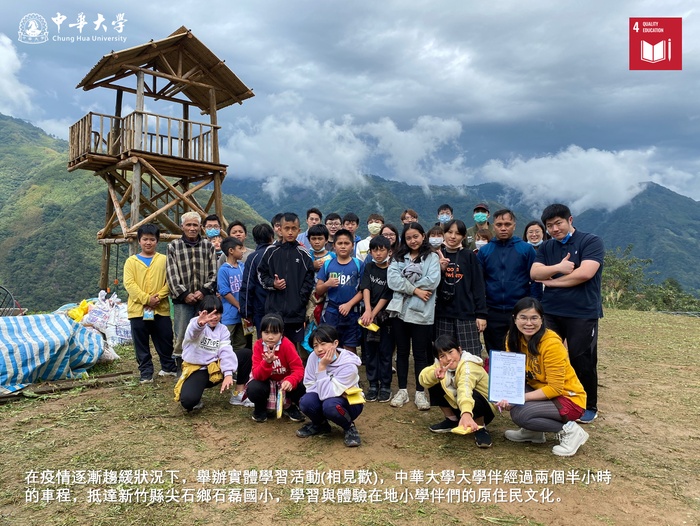 中華大學
Chung Hua University
4 QUALITY EDUCATION
在疫情逐漸趨緩狀況下，舉辦實體學習活動(相見歡)，中華大學大學伴經過兩個半小時
的車程，抵達新竹縣尖石鄉石磊國小，學習與體驗在地小學伴們的原住民文化。